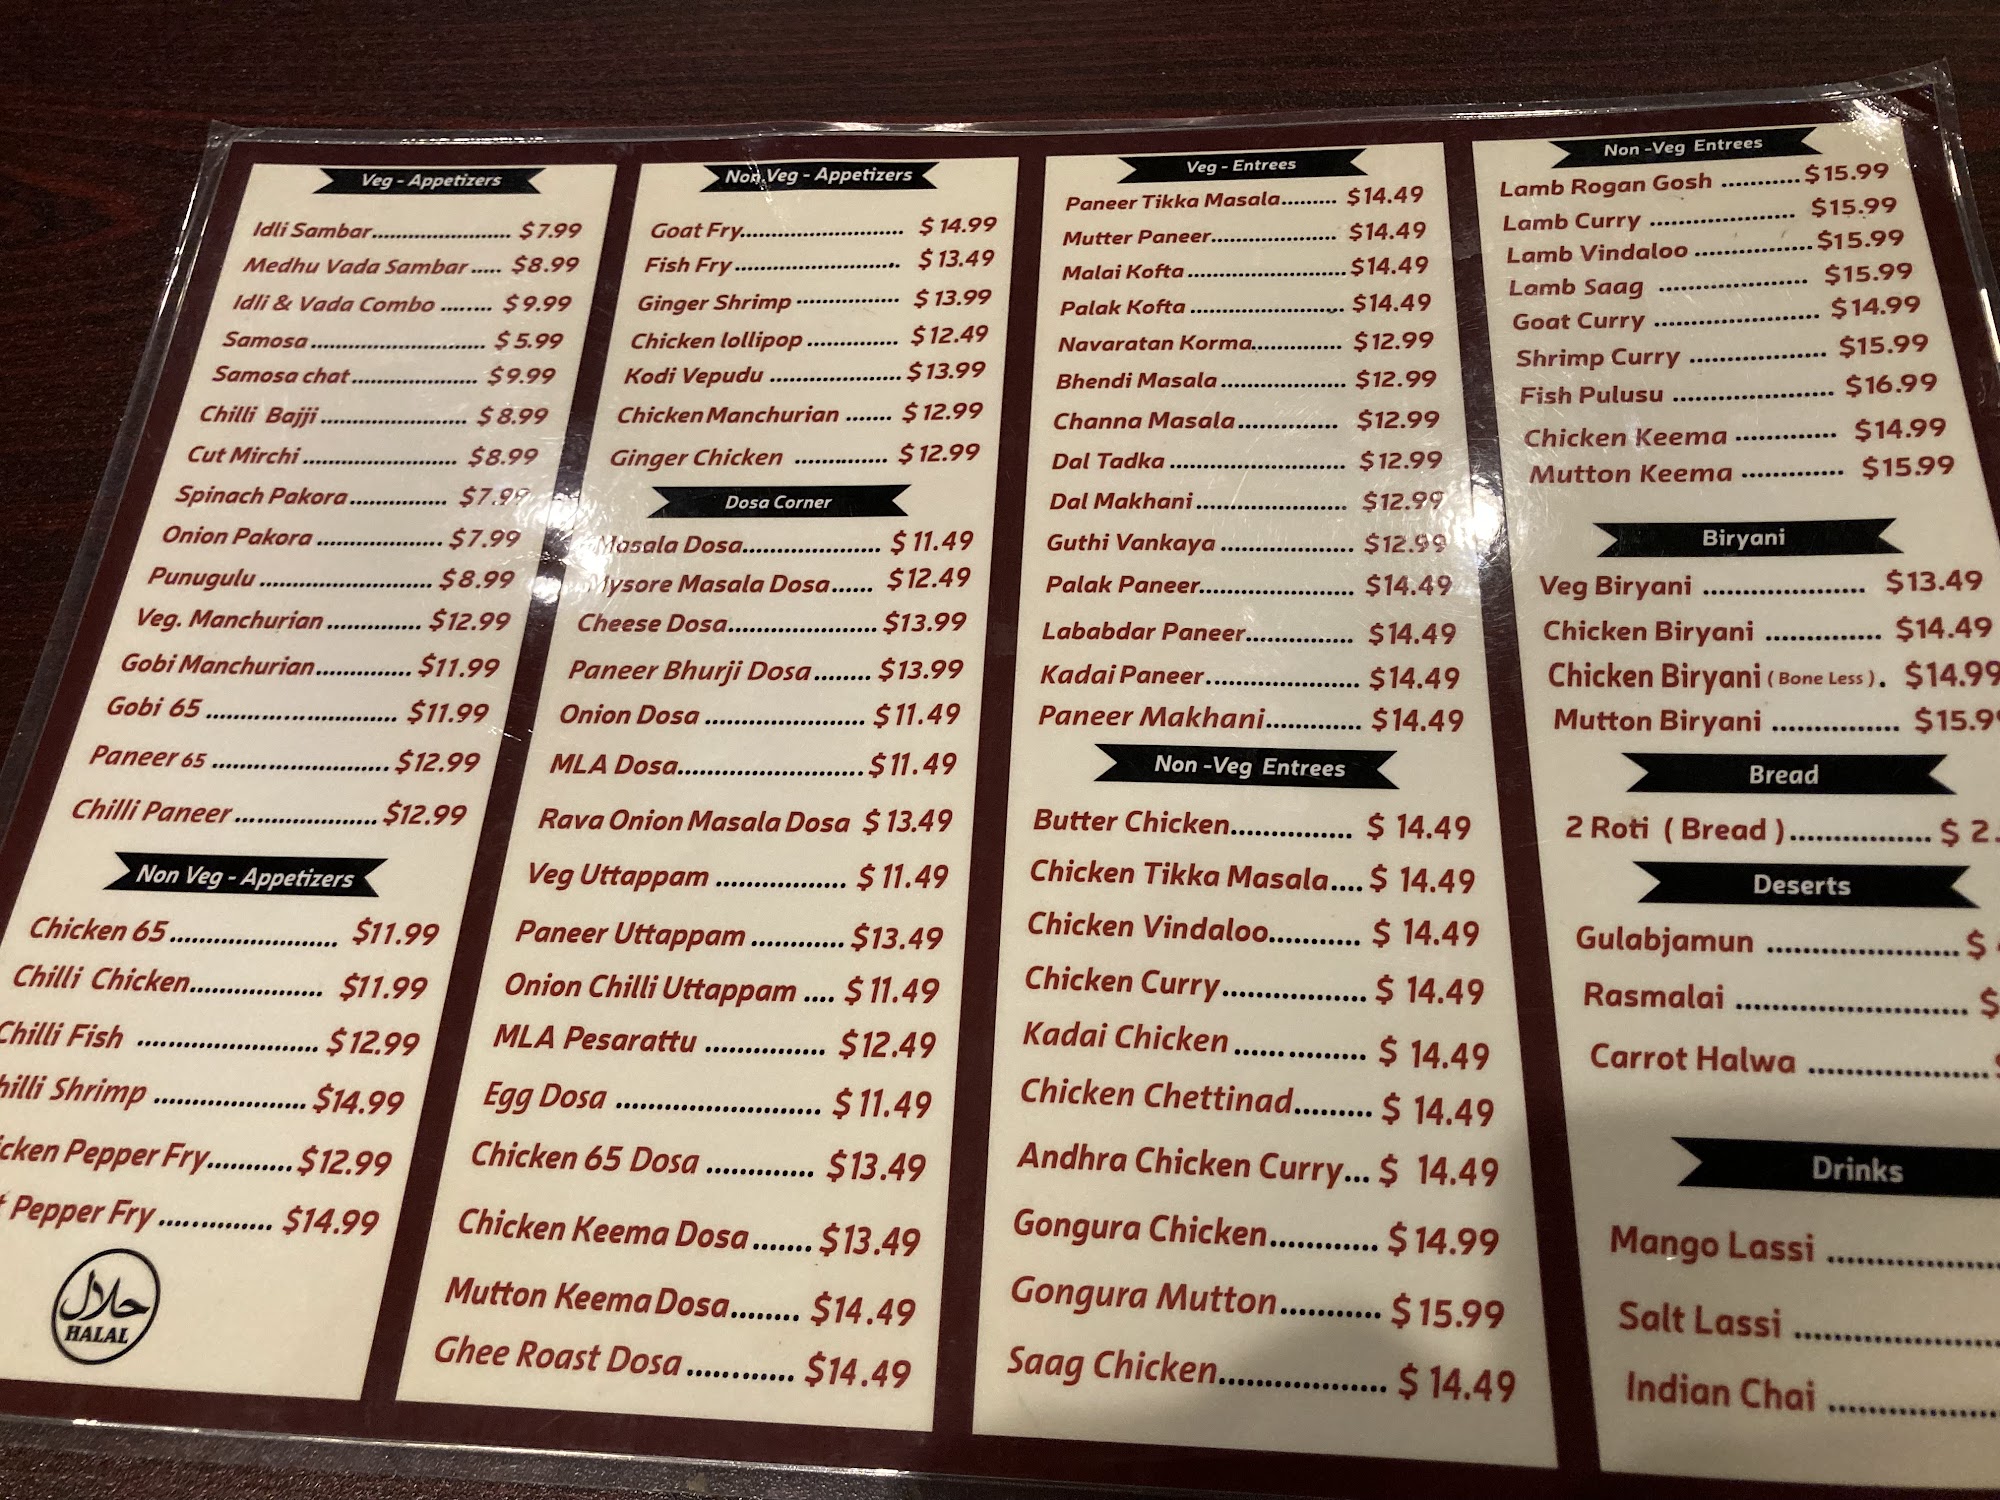 Veg - Appetizers
Idli Sambar........................ $7.99
Medhu Vada Sambar..... $8.99
Idli & Vada Combo ........ $9.99
Samosa.............................. $5.99
Samosa chat...................... $9.99
Chilli Bajji.......................... $8.99
Cut Mirchi........................... $8.99
Spinach Pakora................ $7.99
Onion Pakora ..................... $7.99
Punugulu ............................. $8.99
Veg. Manchurian .............. $12.99
Gobi Manchurian............... $11.99
Gobi 65 ............................. $11.99
Paneer 65 ........................... $12.99
Chilli Paneer ..................... $12.99
Non Veg - Appetizers
Chicken 65 ........................ $11.99
Chilli Chicken................... $11.99
Chilli Fish .......................... $12.99
Shrimp ...................... $14.99
Pepper Fry........... $12.99
Pepper Fry .............. $14.99
حلال
HALAL
Non Veg - Appetizers
Goat Fry............................ $14.99
Fish Fry ............................. $13.49
Ginger Shrimp .................. $13.99
Chicken lollipop .............. $12.49
Kodi Vepudu ..................... $13.99
Chicken Manchurian ....... $12.99
Ginger Chicken .............. $12.99
Dosa Corner
Masala Dosa..................... $11.49
Mysore Masala Dosa...... $12.49
Cheese Dosa...................... $13.99
Paneer Bhurji Dosa........ $13.99
Onion Dosa ....................... $11.49
MLA Dosa.......................... $11.49
Rava Onion Masala Dosa $13.49
Veg Uttappam ................. $11.49
Paneer Uttappam ............ $13.49
Onion Chilli Uttappam .... $11.49
MLA Pesarattu ............... $12.49
Egg Dosa ......................... $11.49
Chicken 65 Dosa ............. $13.49
Chicken Keema Dosa ....... $13.49
Mutton Keema Dosa........ $14.49
Ghee Roast Dosa ............. $14.49
Veg - Entrees
Paneer Tikka Masala......... $14.49
Mutter Paneer.................... $14.49
Malai Kofta ......................... $14.49
Palak Kofta ......................... $14.49
Navaratan Korma.............. $12.99
Bhendi Masala.................... $12.99
Channa Masala................ $12.99
Dal Tadka ............................ $12.99
Dal Makhani........................ $12.99
Guthi Vankaya ................... $12.99
Palak Paneer...................... $14.49
Lababdar Paneer............... $14.49
Kadai Paneer...................... $14.49
Paneer Makhani............. $14.49
Non -Veg Entrees
Butter Chicken.............. $ 14.49
Chicken Tikka Masala.... $ 14.49
Chicken Vindaloo........... $ 14.49
Chicken Curry................. $ 14.49
Kadai Chicken ............... $ 14.49
Chicken Chettinad......... $ 14.49
Andhra Chicken Curry... $ 14.49
Gongura Chicken............ $ 14.99
Gongura Mutton............ $ 15.99
Saag Chicken.................... $ 14.49
Non -Veg Entrees
Lamb Rogan Gosh ............ $15.99
Lamb Curry ...................... $15.99
Lamb Vindaloo .................. $15.99
Lamb Saag ....................... $15.99
Goat Curry ......................... $14.99
Shrimp Curry .................... $15.99
Fish Pulusu ....................... $16.99
Chicken Keema .............. $14.99
Mutton Keema .............. $15.99
Biryani
Veg Biryani ...................... $13.49
Chicken Biryani ............... $14.49
Chicken Biryani ( Bone Less ). $14.99
Mutton Biryani ................ $15.9
Bread
2 Roti ( Bread )................. $ 2.
Deserts
Gulabjamun ....................... $
Rasmalai ........................... $
Carrot Halwa ......................
Drinks
Mango Lassi ...................
Salt Lassi .......................
Indian Chai ....................